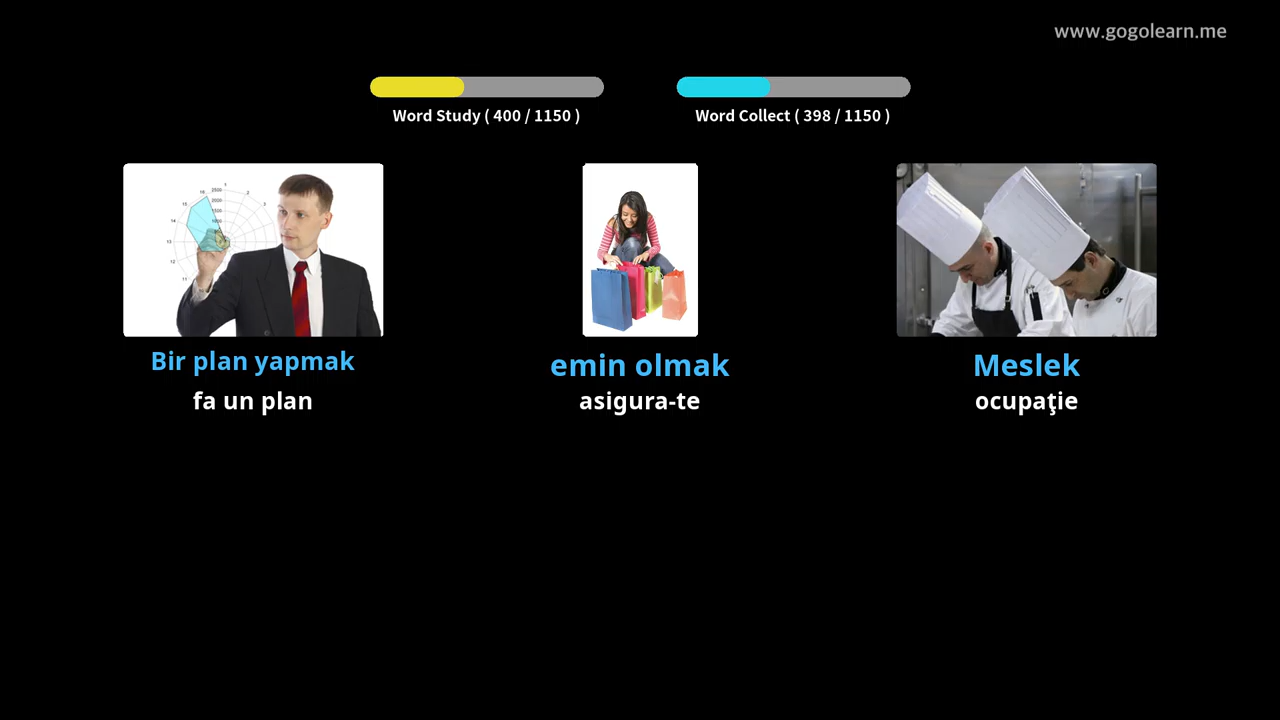 www.gogolearn.me
Word Study ( 400 / 1150 )
Word Collect ( 398 / 1150 )
Bir plan yapmak
fa un plan
emin olmak
asigura-te
Meslek
ocupaţie